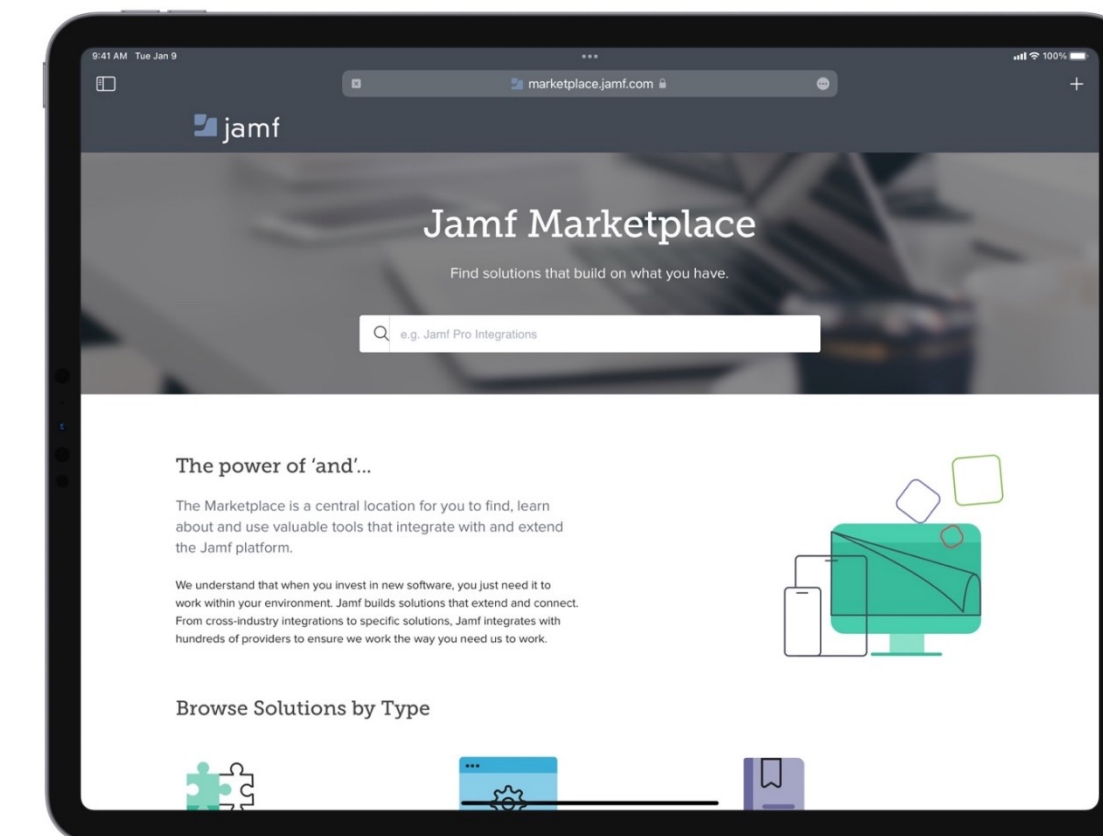 9:41 AM Tue Jan 9
100%
marketplace.jamf.com
jamf
Jamf Marketplace
Find solutions that build on what you have.
e.g. Jamf Pro Integrations
The power of ‘and’...
The Marketplace is a central location for you to find, learn
about and use valuable tools that integrate with and extend
the Jamf platform.
We understand that when you invest in new software, you just need it to
work within your environment. Jamf builds solutions that extend and connect.
From cross-industry integrations to specific solutions, Jamf integrates with
hundreds of providers to ensure we work the way you need us to work.
Browse Solutions by Type